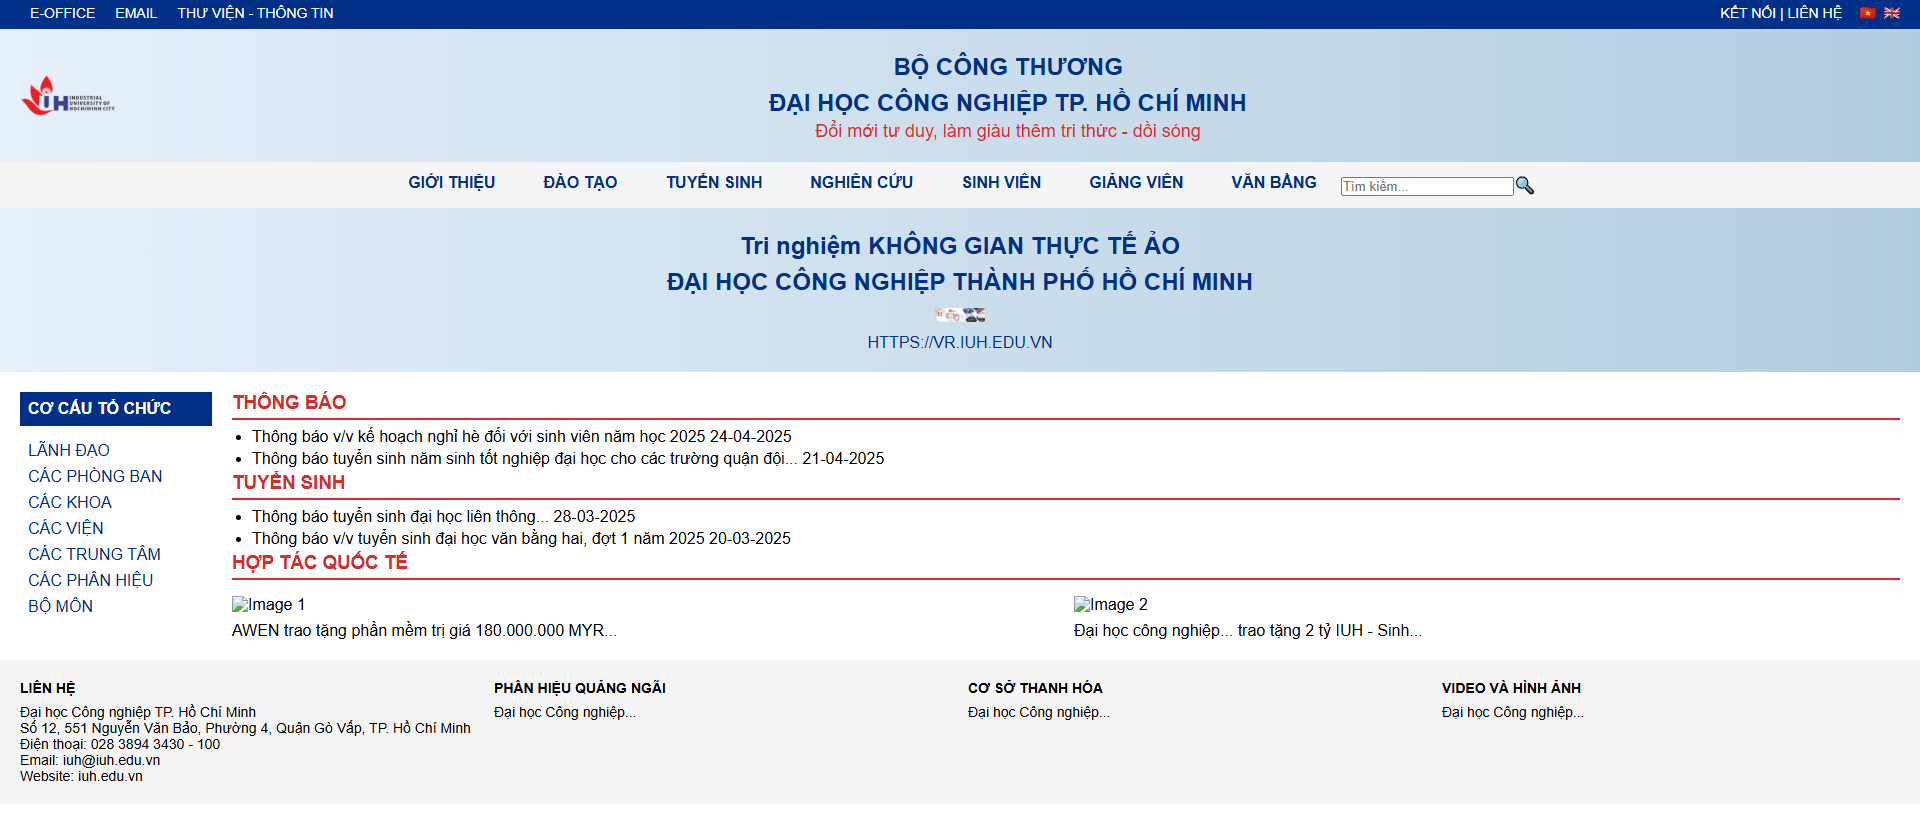 E-OFFICE EMAIL THƯ VIỆN - THÔNG TIN KẾT NỐI | LIÊN HỆ
IUH INDUSTRIAL UNIVERSITY OF HOCHIMINH CITY
BỘ CÔNG THƯƠNG
ĐẠI HỌC CÔNG NGHIỆP TP. HỒ CHÍ MINH
Đổi mới tư duy, làm giàu thêm tri thức - dồi sóng
GIỚI THIỆU ĐÀO TẠO TUYỂN SINH NGHIÊN CỨU SINH VIÊN GIẢNG VIÊN VĂN BẰNG Tìm kiếm...
Tri nghiệm KHÔNG GIAN THỰC TẾ ẢO
ĐẠI HỌC CÔNG NGHIỆP THÀNH PHỐ HỒ CHÍ MINH
HTTPS://VR.IUH.EDU.VN
CƠ CẤU TỔ CHỨC
LÃNH ĐẠO
CÁC PHÒNG BAN
CÁC KHOA
CÁC VIỆN
CÁC TRUNG TÂM
CÁC PHÂN HIỆU
BỘ MÔN
THÔNG BÁO
Thông báo v/v kế hoạch nghỉ hè đối với sinh viên năm học 2025 24-04-2025
Thông báo tuyển sinh năm sinh tốt nghiệp đại học cho các trường quận đội... 21-04-2025
TUYỂN SINH
Thông báo tuyển sinh đại học liên thông... 28-03-2025
Thông báo v/v tuyển sinh đại học văn bằng hai, đợt 1 năm 2025 20-03-2025
HỢP TÁC QUỐC TẾ
Image 1
AWEN trao tặng phần mềm trị giá 180.000.000 MYR...
Image 2
Đại học công nghiệp... trao tặng 2 tỷ IUH - Sinh...
LIÊN HỆ
Đại học Công nghiệp TP. Hồ Chí Minh
Số 12, 551 Nguyễn Văn Bảo, Phường 4, Quận Gò Vấp, TP. Hồ Chí Minh
Điện thoại: 028 3894 3430 - 100
Email: iuh@iuh.edu.vn
Website: iuh.edu.vn
PHÂN HIỆU QUẢNG NGÃI
Đại học Công nghiệp...
CƠ SỞ THANH HÓA
Đại học Công nghiệp...
VIDEO VÀ HÌNH ẢNH
Đại học Công nghiệp...